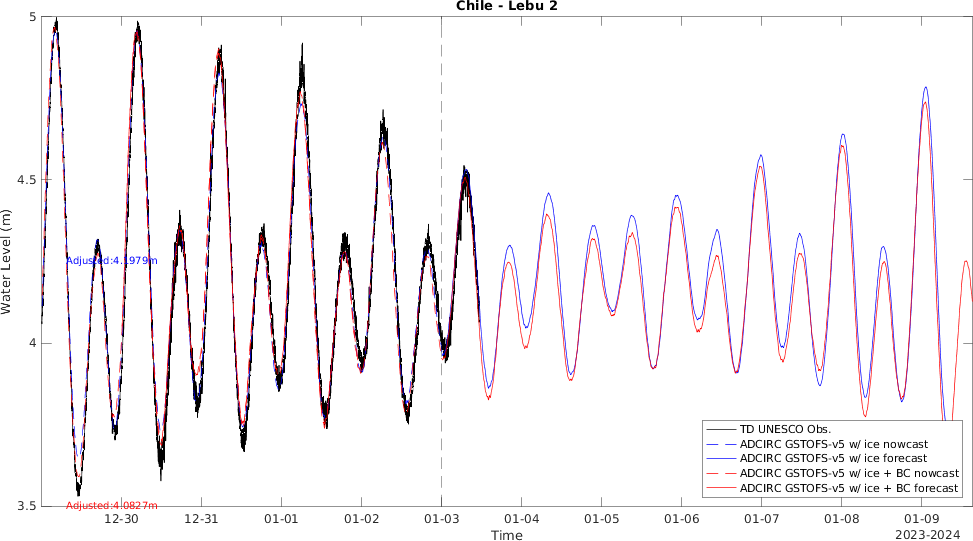 Chile - Lebu 2
Water Level (m)
5
4.5
4
3.5
Adjusted:4.1979m
Adjusted:4.0827m
TD UNESCO Obs.
ADCIRC GSTOFS-v5 w/ ice nowcast
ADCIRC GSTOFS-v5 w/ ice forecast
ADCIRC GSTOFS-v5 w/ ice + BC nowcast
ADCIRC GSTOFS-v5 w/ ice + BC forecast
12-30 12-31 01-01 01-02 01-03 01-04 01-05 01-06 01-07 01-08 01-09
Time
2023-2024